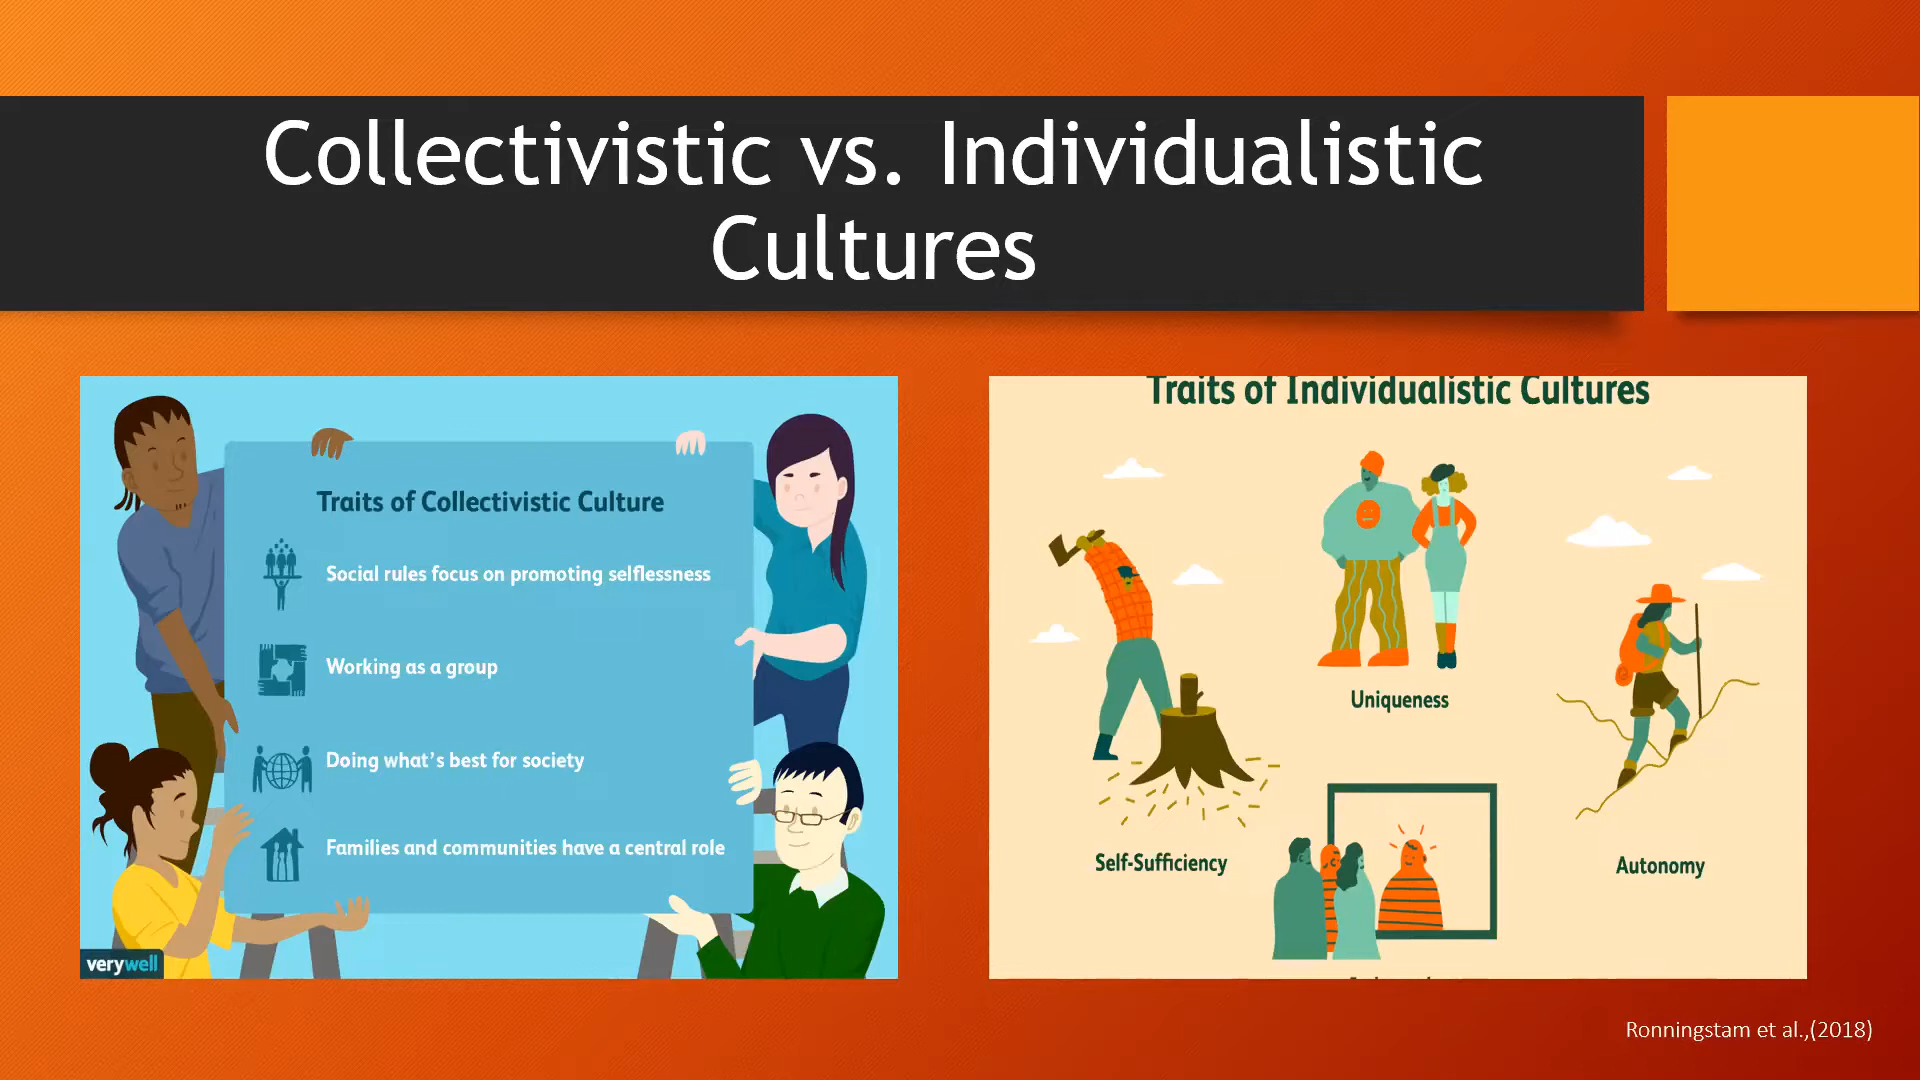 Collectivistic vs. Individualistic
Cultures
Traits of Collectivistic Culture
Social rules focus on promoting selflessness
Working as a group
Doing what's best for society
Families and communities have a central role
verywell
Traits of Individualistic Cultures
Uniqueness
Self-Sufficiency
Autonomy
Ronningstam et al.,(2018)